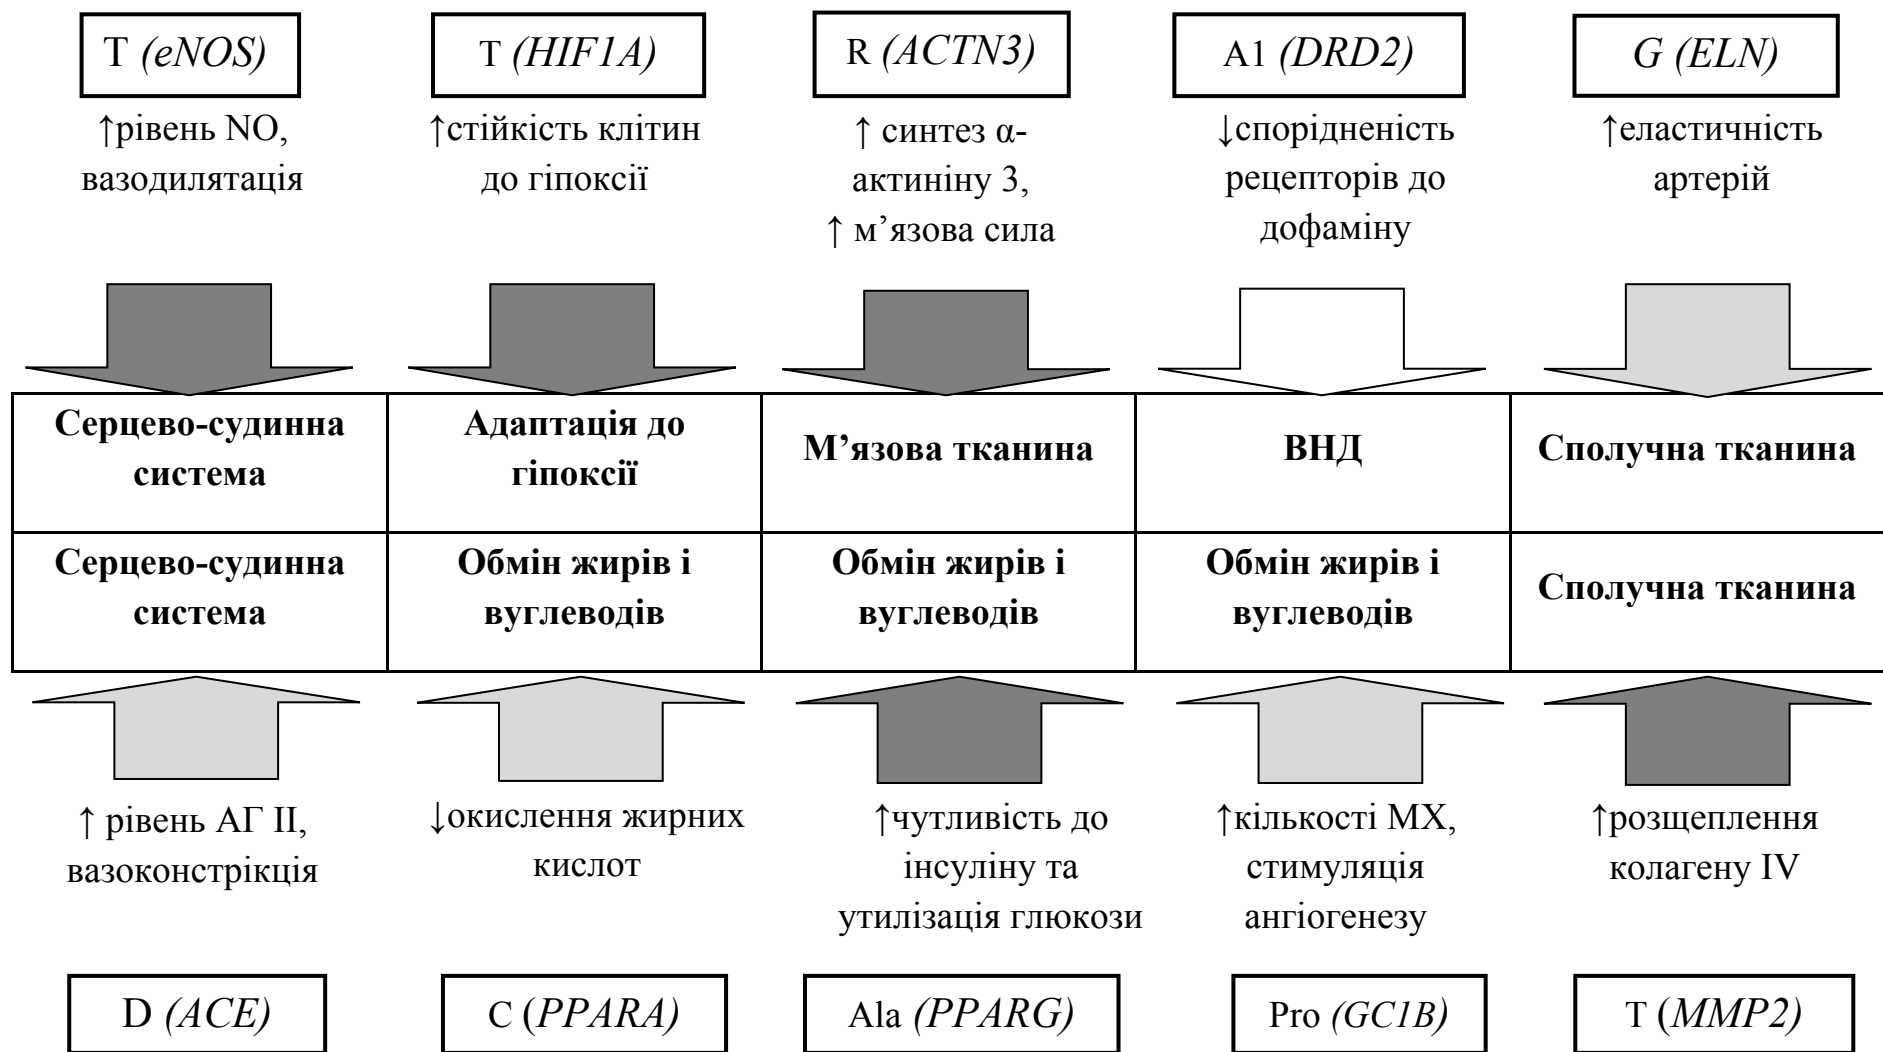 T (eNOS)
T (HIF1A)
R (ACTN3)
A1 (DRD2)
G (ELN)
↑рівень NO,
вазодилятація
↑стійкість клітин
до гіпоксії
↑ синтез α-
актиніну 3,
↑ м’язова сила
↓спорідненість
рецепторів до
дофаміну
↑еластичність
артерій
Серцево-судинна
система
Адаптація до
гіпоксії
М’язова тканина
ВНД
Сполучна тканина
Серцево-судинна
система
Обмін жирів і
вуглеводів
Обмін жирів і
вуглеводів
Обмін жирів і
вуглеводів
Сполучна тканина
↑ рівень АГ II,
вазоконстрікція
↓окислення жирних
кислот
↑чутливість до
інсуліну та
утилізація глюкози
↑кількості МХ,
стимуляція
ангіогенезу
↑розщеплення
колагену IV
D (ACE)
C (PPARA)
Ala (PPARG)
Pro (GC1B)
T (MMP2)